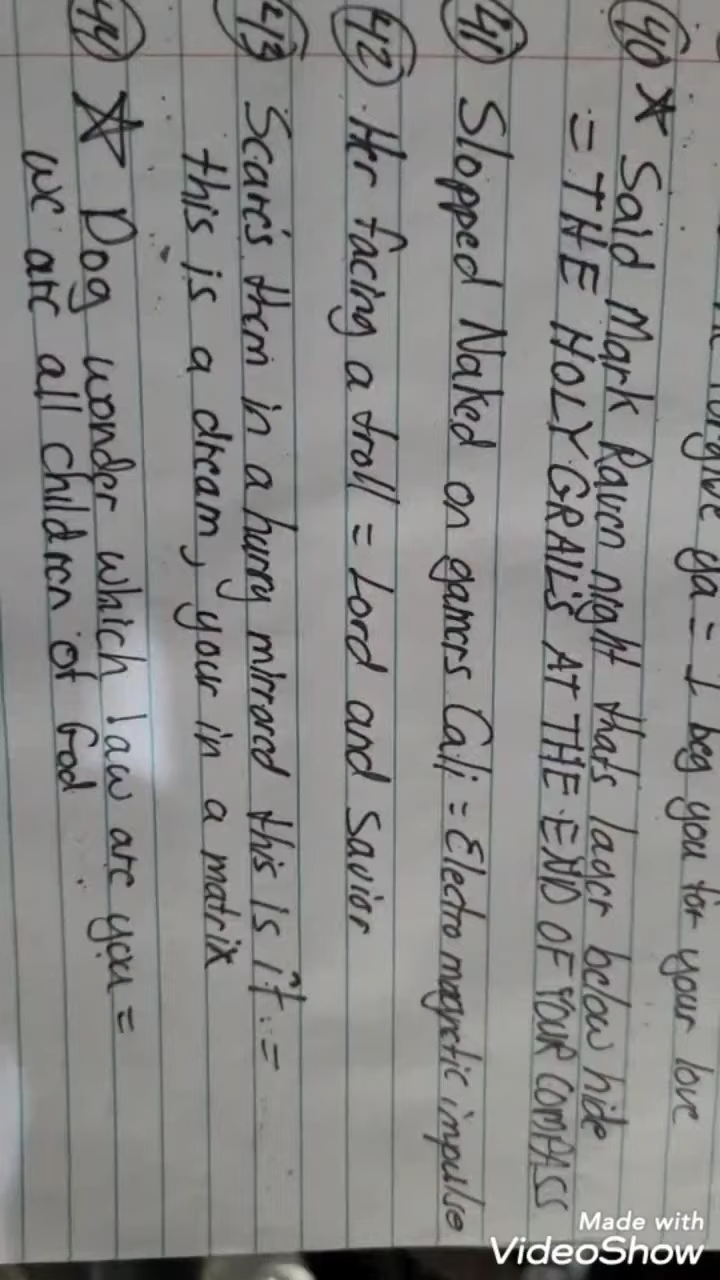 forgive ya = I beg you for your love
40 ☆ Said Mark Raven night thats layer below hide
= THE HOLY GRAIL'S AT THE END OF YOUR COMPASS
41 Slopped Naked on gamers Cali = Electro magnetic impulse
42 Her facing a troll = Lord and Savior
43 Scare's them in a hurry mirrored this is it =
this is a dream, your in a matrix
44 ☆ Dog wonder which law are you =
we are all children of God
Made with
VideoShow